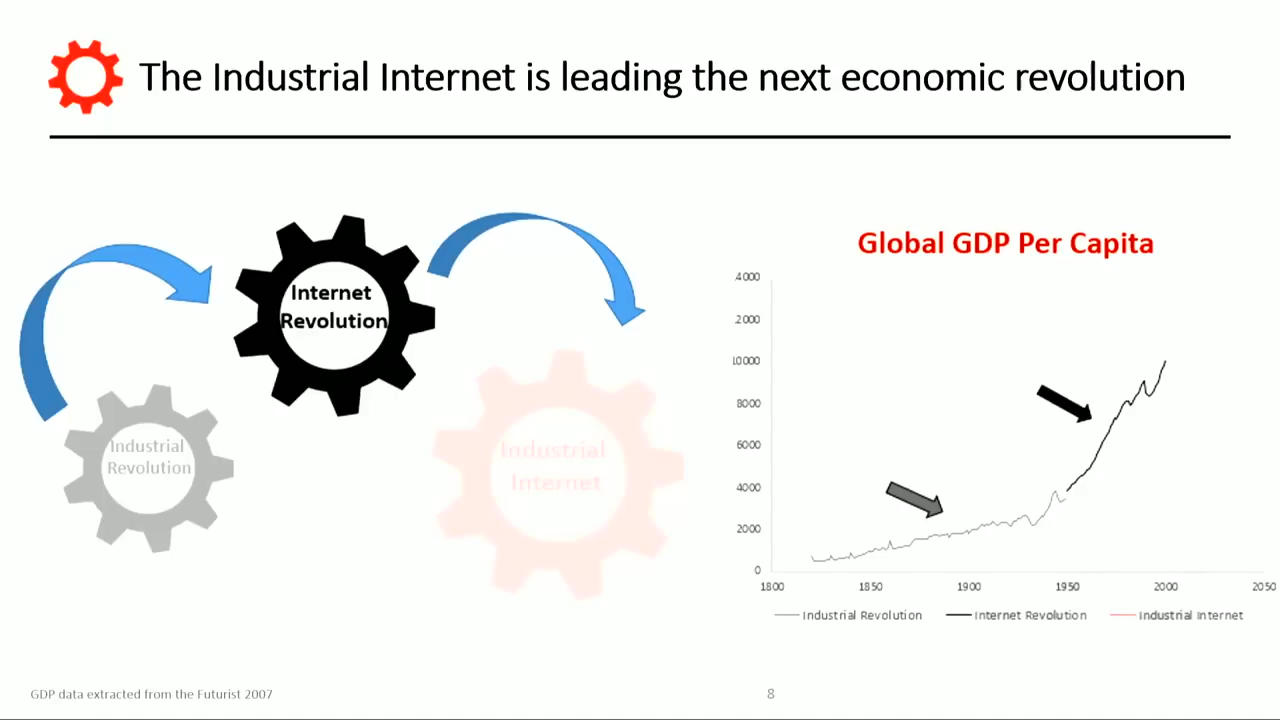 The Industrial Internet is leading the next economic revolution
Internet
Revolution
Industrial
Revolution
Industrial
Internet
Global GDP Per Capita
4000
2000
10000
8000
6000
4000
2000
0
1800 1850 1900 1950 2000 2050
Industrial Revolution Internet Revolution Industrial Internet
GDP data extracted from the Futurist 2007
8